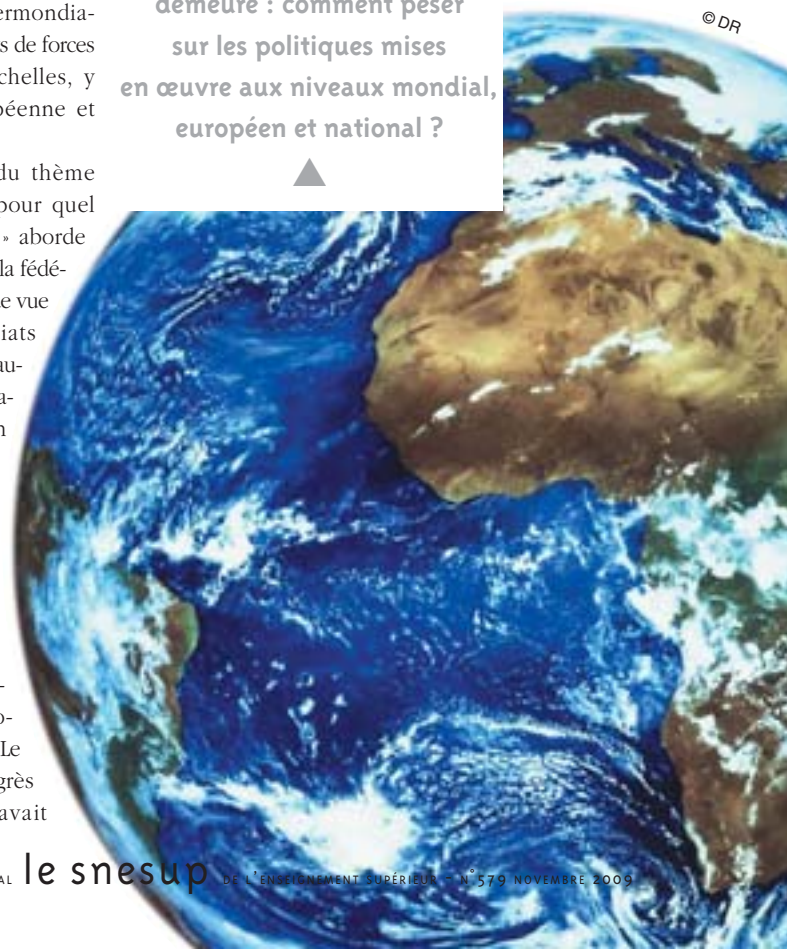 ermondia-
s de forces
chelles, y
péenne et
du thème
pour quel
» aborde
la fédé-
e vue
iats
au-
a-
n
-
o-
Le
grès
avait
demeure : comment peser
sur les politiques mises
en œuvre aux niveaux mondial,
européen et national ?
© DR
AL le snesup DE L'ENSEIGNEMENT SUPÉRIEUR – N°579 NOVEMBRE 2009